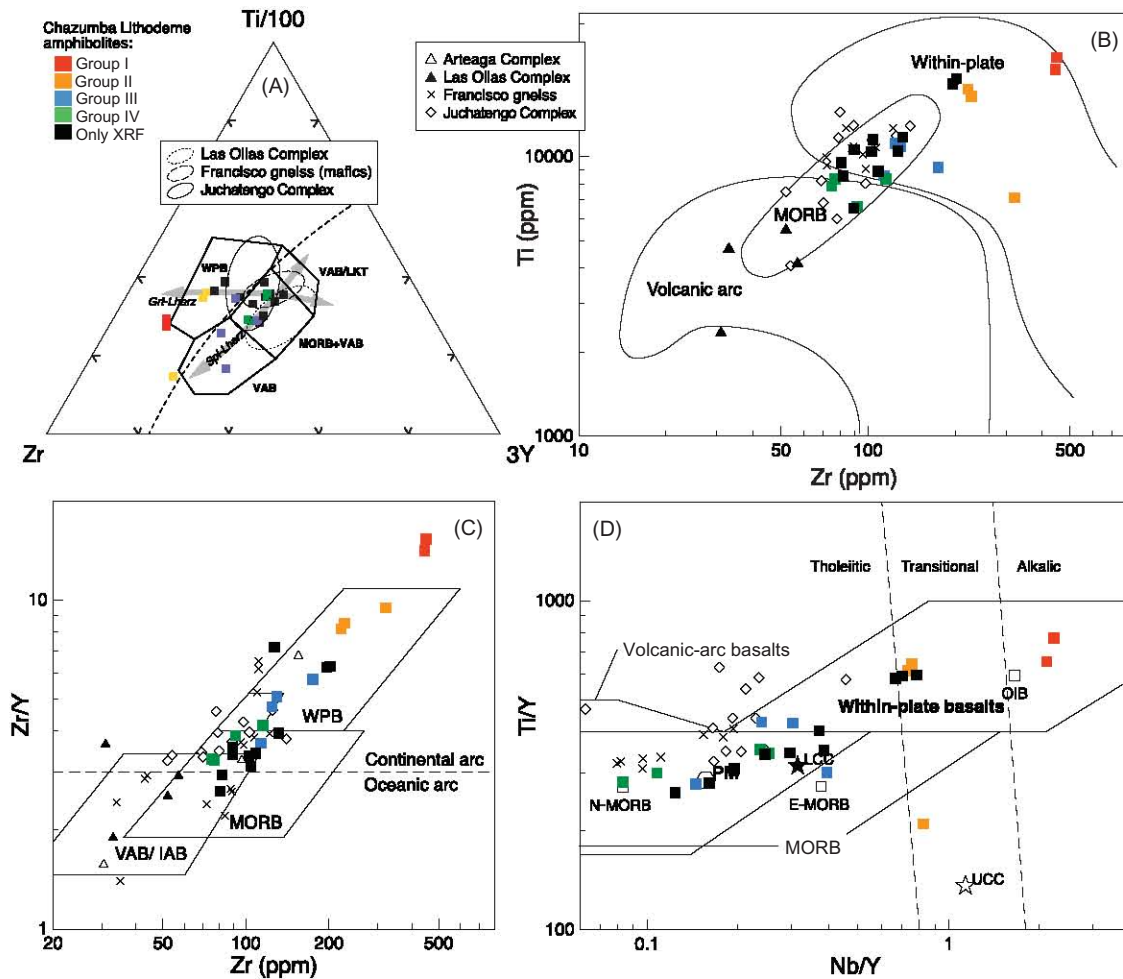 Ti/100
Chazumba Lithodeme
amphibolites:
Group I
Group II
Group III
Group IV
Only XRF
(A)
Las Ollas Complex
Francisco gneiss (mafics)
Juchatengo Complex
WPB
VAB/LKT
Grt-Lherz
Spl-Lherz
MORB+VAB
VAB
Zr
3Y
Arteaga Complex
Las Ollas Complex
Francisco gneiss
Juchatengo Complex
(B)
Within-plate
MORB
Volcanic arc
Ti (ppm)
10000
1000
10
50
100
500
Zr (ppm)
(C)
WPB
Continental arc
Oceanic arc
MORB
VAB/ IAB
Zr/Y
10
1
20
50
100
200
500
Zr (ppm)
(D)
Tholeiitic
Transitional
Alkalic
Volcanic-arc basalts
OIB
Within-plate basalts
LCC
PM
N-MORB
E-MORB
MORB
UCC
Ti/Y
1000
100
0.1
1
Nb/Y